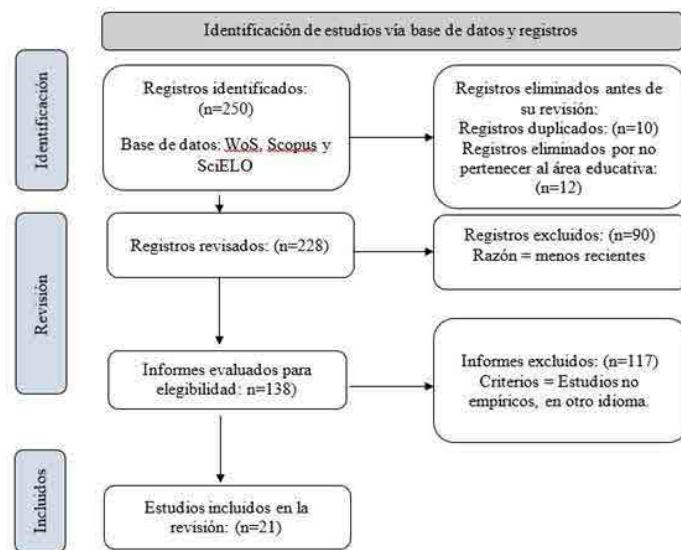 Identificación de estudios vía base de datos y registros
Identificación
Registros identificados:
(n=250)
Base de datos: WoS, Scopus y
SciELO
Registros eliminados antes de
su revisión:
Registros duplicados: (n=10)
Registros eliminados por no
pertenecer al área educativa:
(n=12)
Revisión
Registros revisados: (n=228)
Registros excluidos: (n=90)
Razón = menos recientes
Informes evaluados para
elegibilidad: n=138)
Informes excluidos: (n=117)
Criterios = Estudios no
empíricos, en otro idioma.
Incluidos
Estudios incluidos en la
revisión: (n=21)